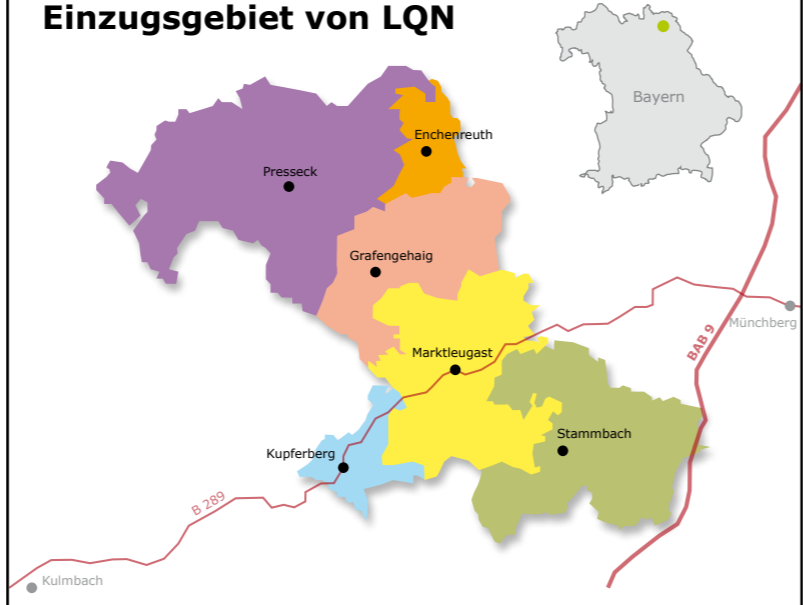 Einzugsgebiet von LQN
Bayern
Enchenreuth
Presseck
Grafengehaig
Münchberg
BAB 9
Marktleugast
Stammbach
Kupferberg
B 289
Kulmbach